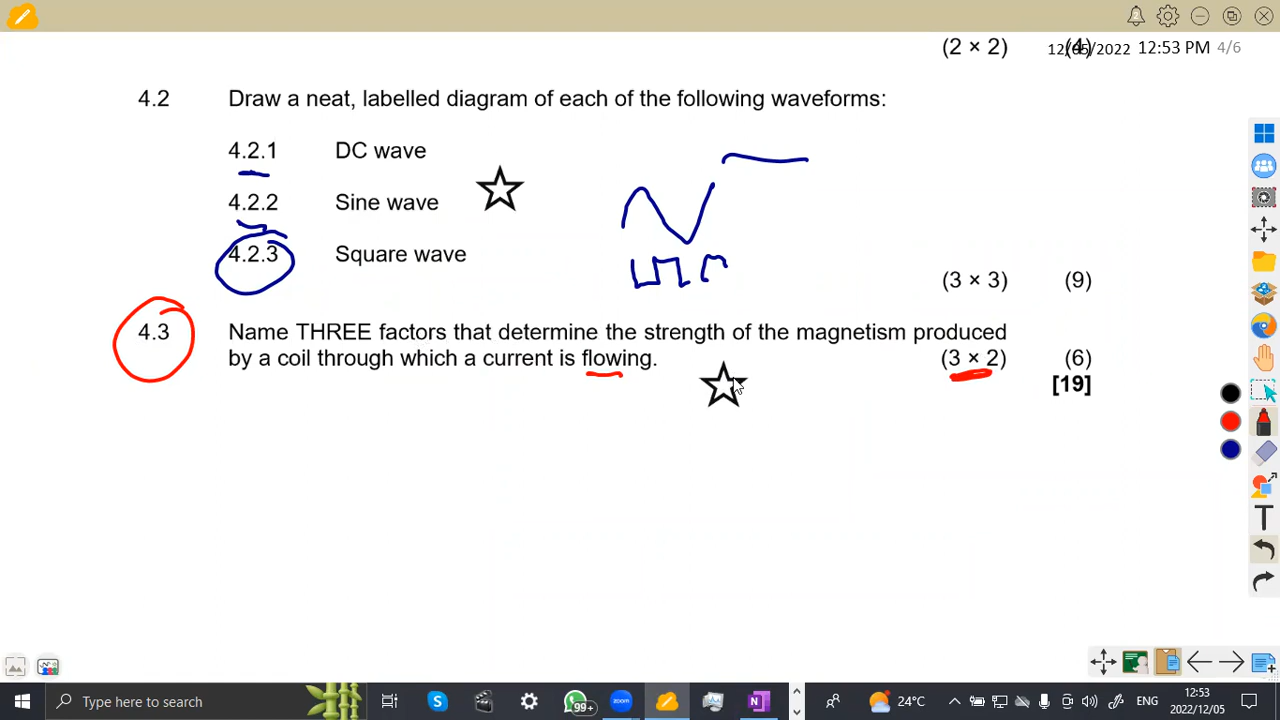 (2 × 2) (4)
12/05/2022 12:53 PM 4/6
4.2 Draw a neat, labelled diagram of each of the following waveforms:
4.2.1 DC wave
4.2.2 Sine wave
4.2.3 Square wave
(3 × 3) (9)
4.3 Name THREE factors that determine the strength of the magnetism produced
by a coil through which a current is flowing. (3 × 2) (6)
[19]
T
Type here to search
S
99+
zoom
N
24°C
ENG
12:53
2022/12/05